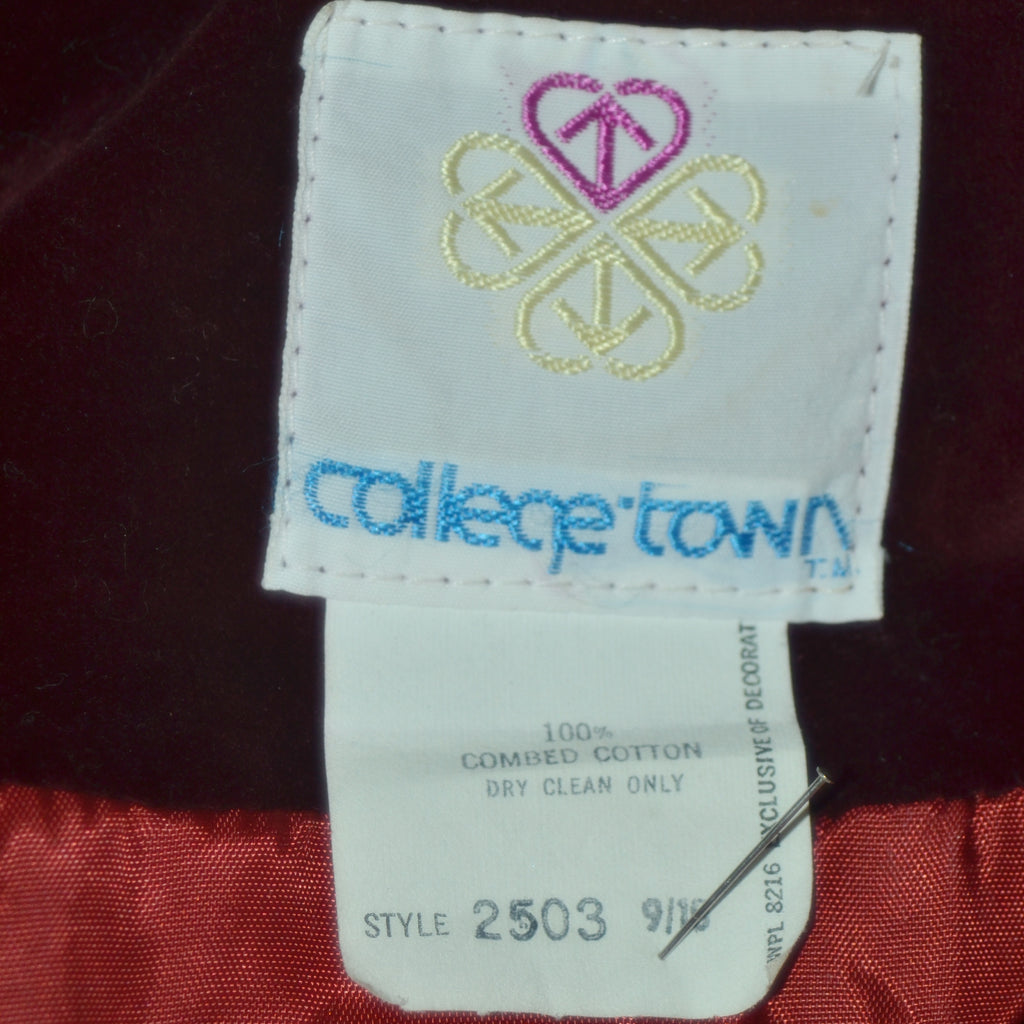 college·town
T.M.
100%
COMBED COTTON
DRY CLEAN ONLY
STYLE 2503
WPL 8216 EXCLUSIVE OF DECORAT